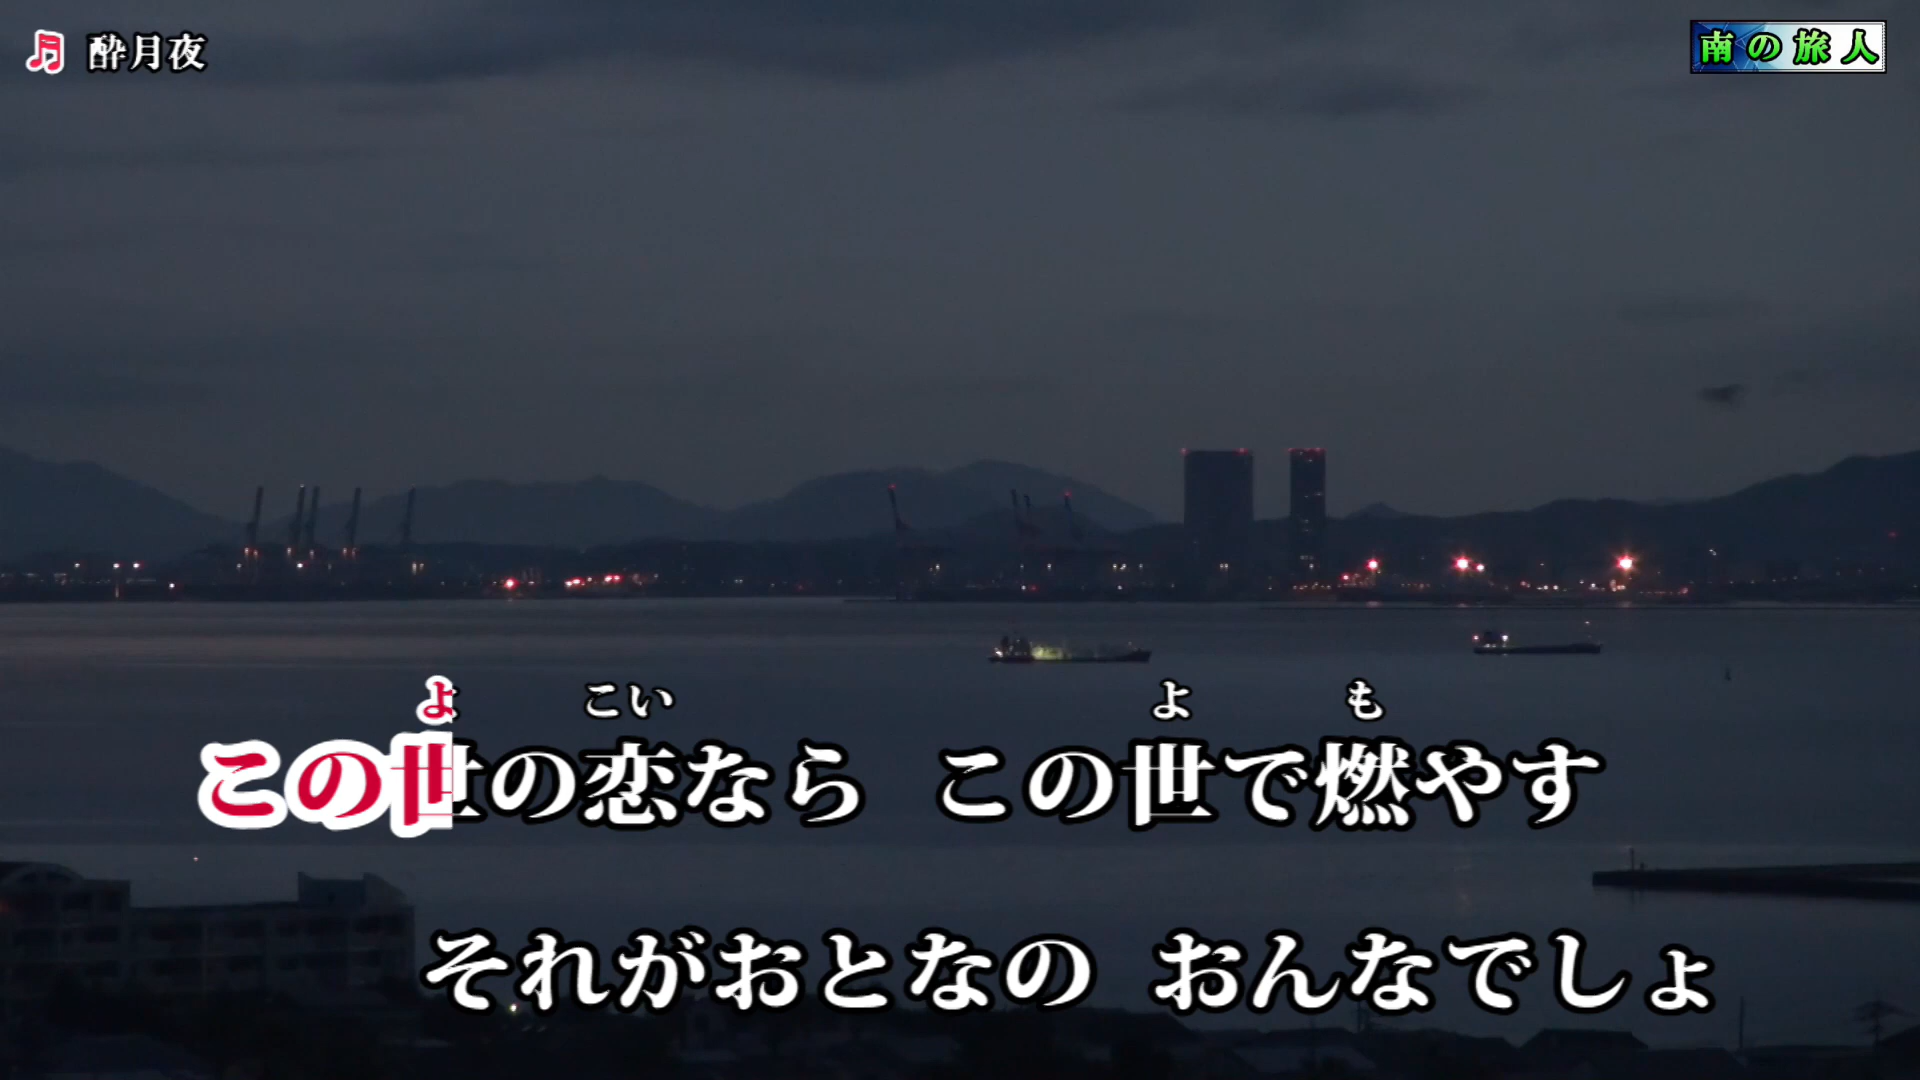 酔月夜
南の旅人
よ こい よ も
この世の恋なら この世で燃やす
それがおとなの おんなでしょ